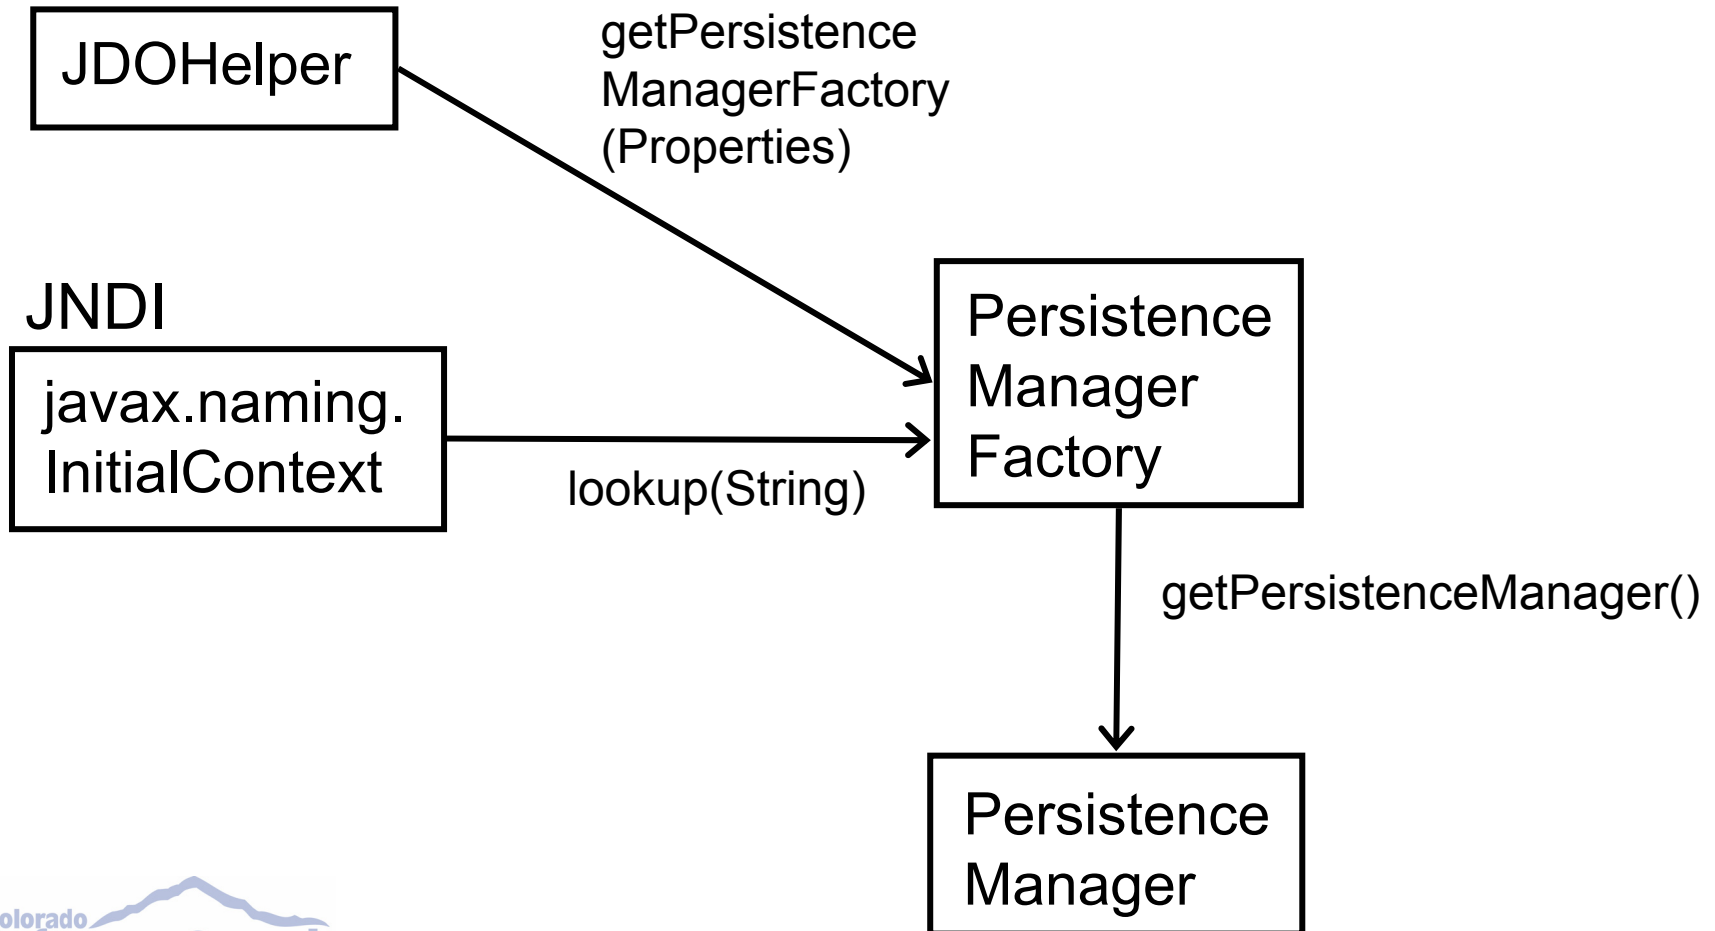 JDOHelper
getPersistence
ManagerFactory
(Properties)
JNDI
javax.naming.
InitialContext
lookup(String)
Persistence
Manager
Factory
getPersistenceManager()
Persistence
Manager